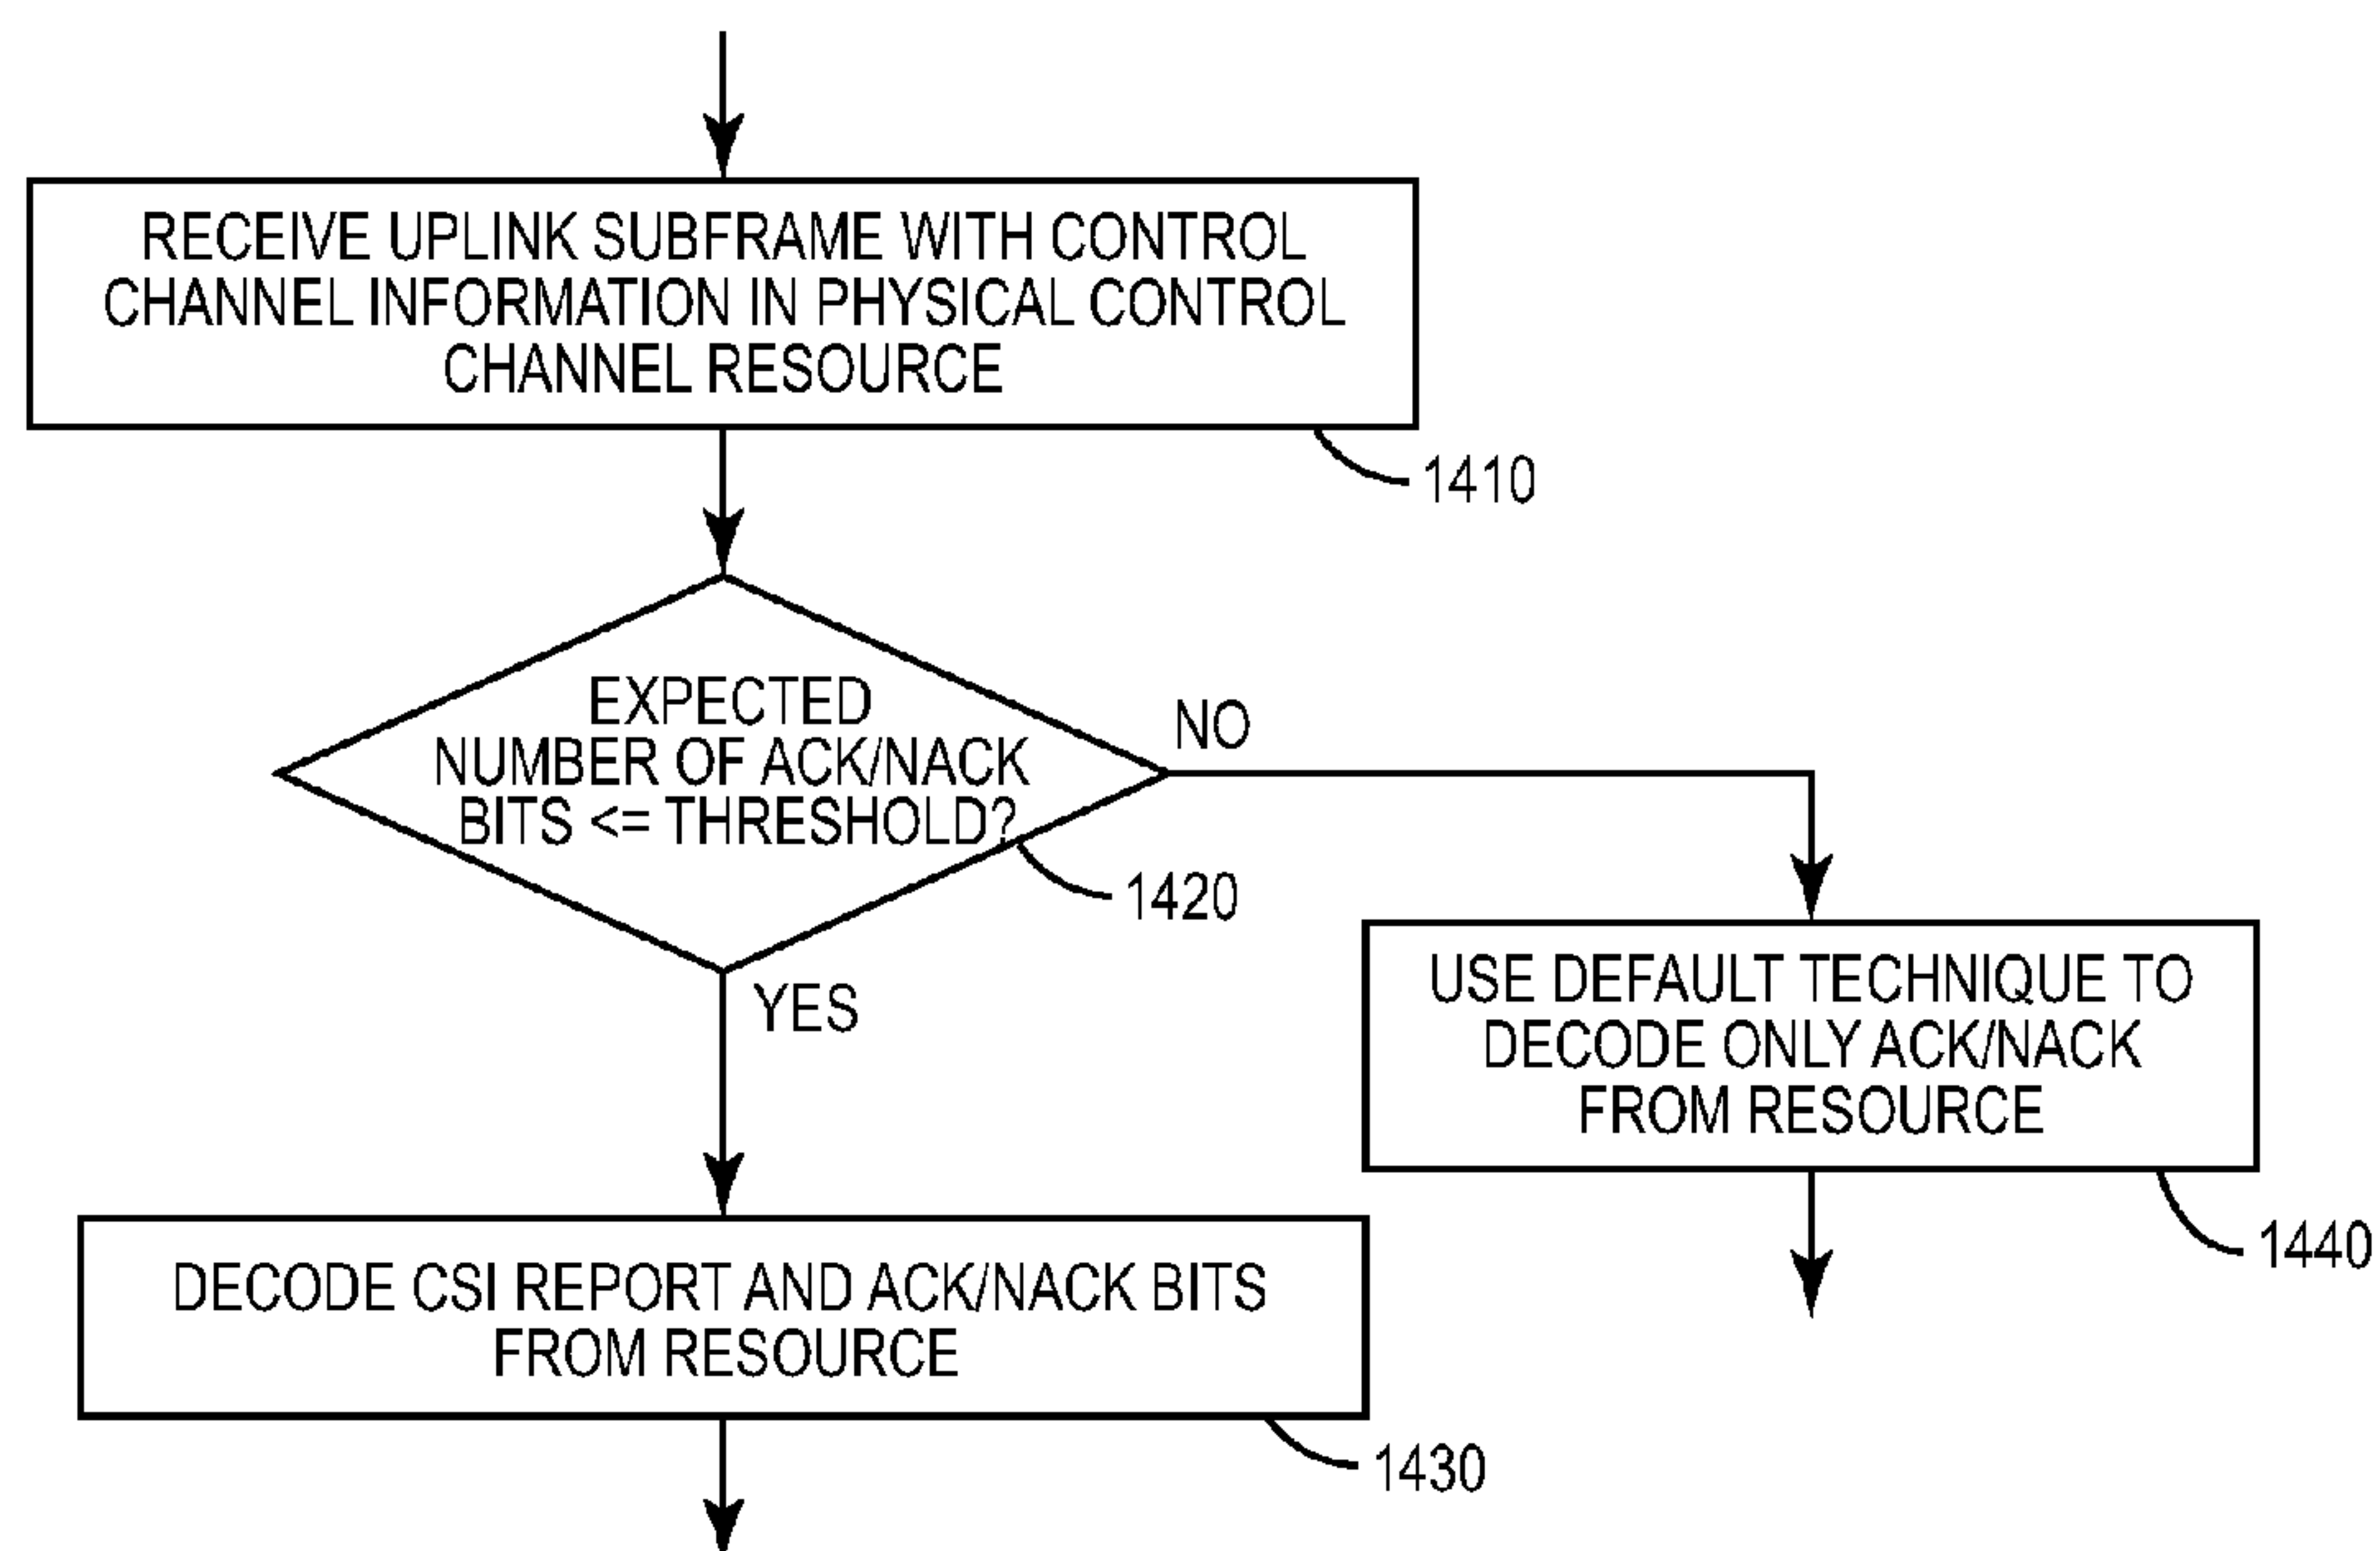 RECEIVE UPLINK SUBFRAME WITH CONTROL
CHANNEL INFORMATION IN PHYSICAL CONTROL
CHANNEL RESOURCE
1410
EXPECTED
NUMBER OF ACK/NACK
BITS <= THRESHOLD?
NO
1420
YES
USE DEFAULT TECHNIQUE TO
DECODE ONLY ACK/NACK
FROM RESOURCE
1440
DECODE CSI REPORT AND ACK/NACK BITS
FROM RESOURCE
1430